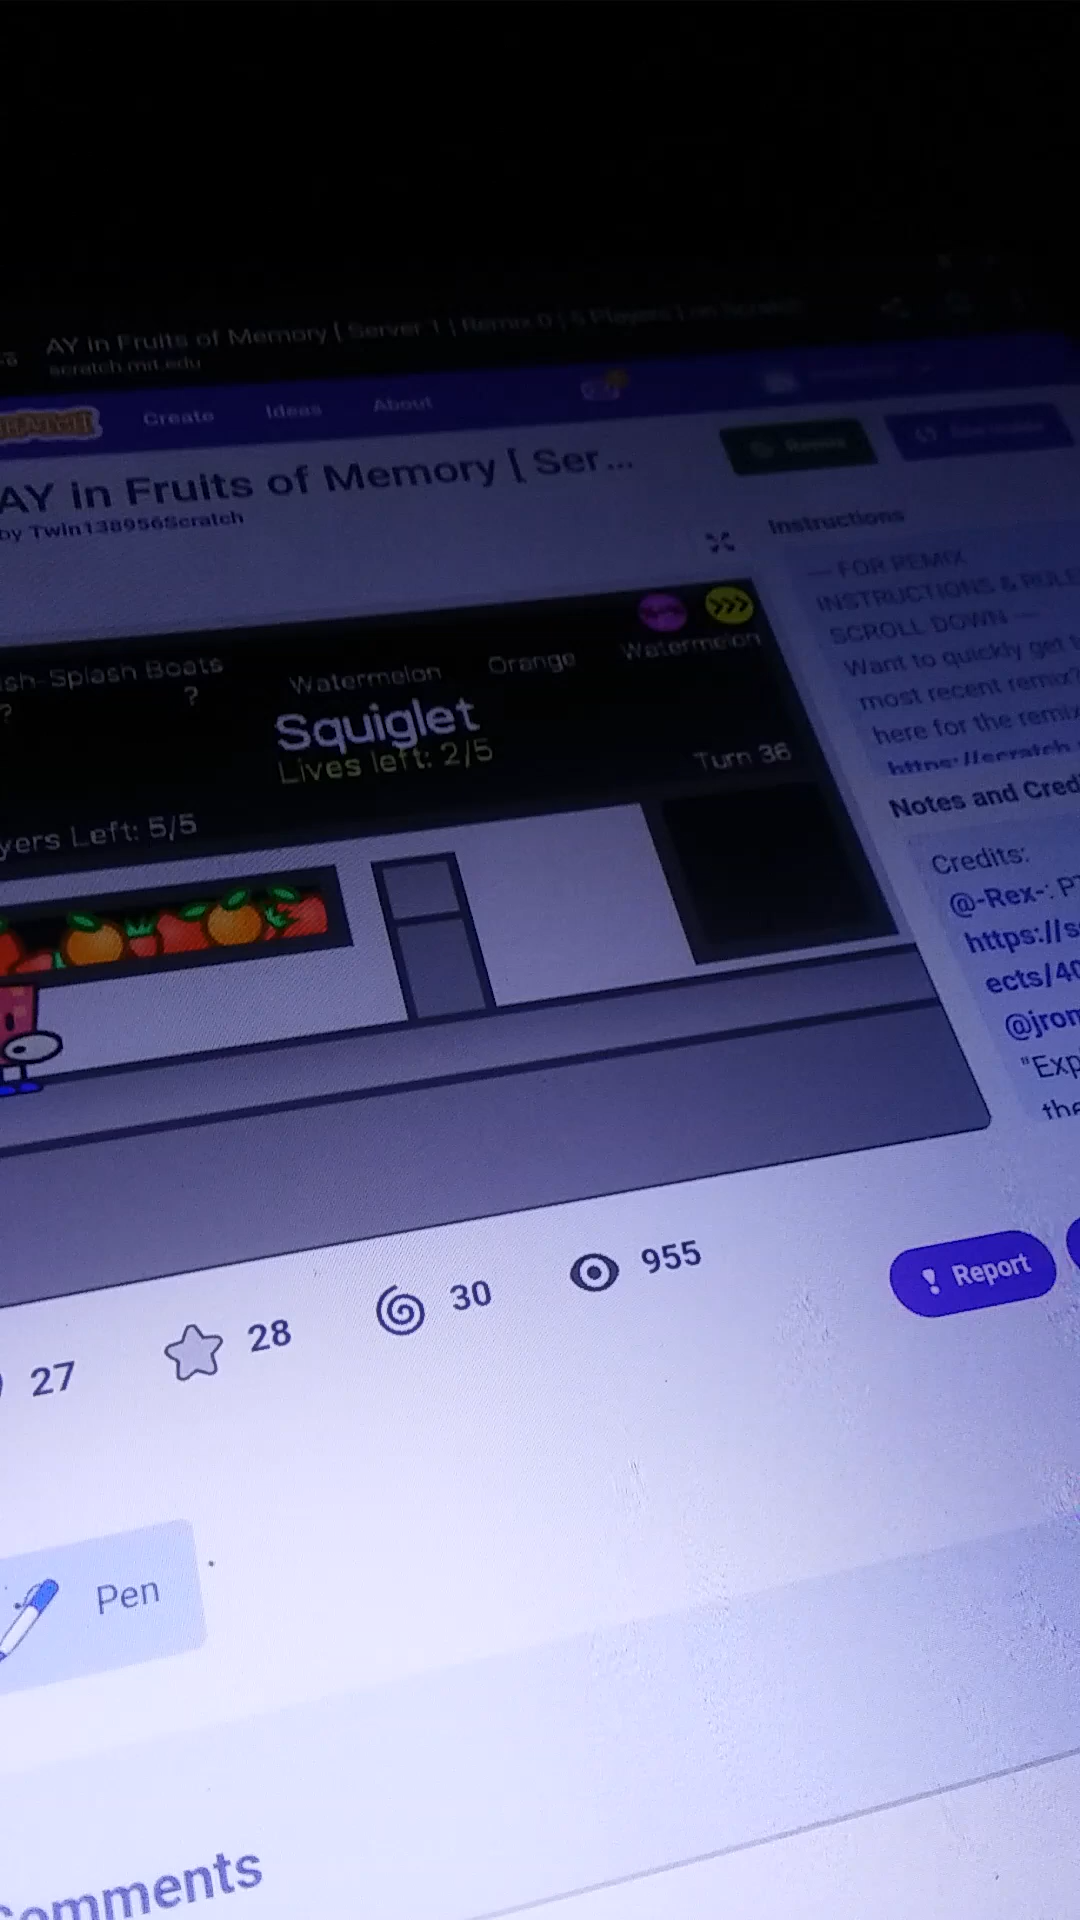 AY in Fruits of Memory [ Server 1 | Remix 0 | 5 Players ] on Scratch
scratch.mit.edu
Create Ideas About
AY in Fruits of Memory [ Ser...
by Twin138956Scratch
Instructions
— FOR REMIX
INSTRUCTIONS & RULE
SCROLL DOWN —
Want to quickly get t
most recent remix?
here for the remix
https://scratch.
ish-Splash Boats
? ?
Watermelon Orange Watermelon
Squiglet
Lives left: 2/5
Turn 36
yers Left: 5/5
Notes and Cred
Credits:
@-Rex-: P
https://s
ects/40
@jron
"Exp
the
27 28 30 955
Report
Pen
Comments